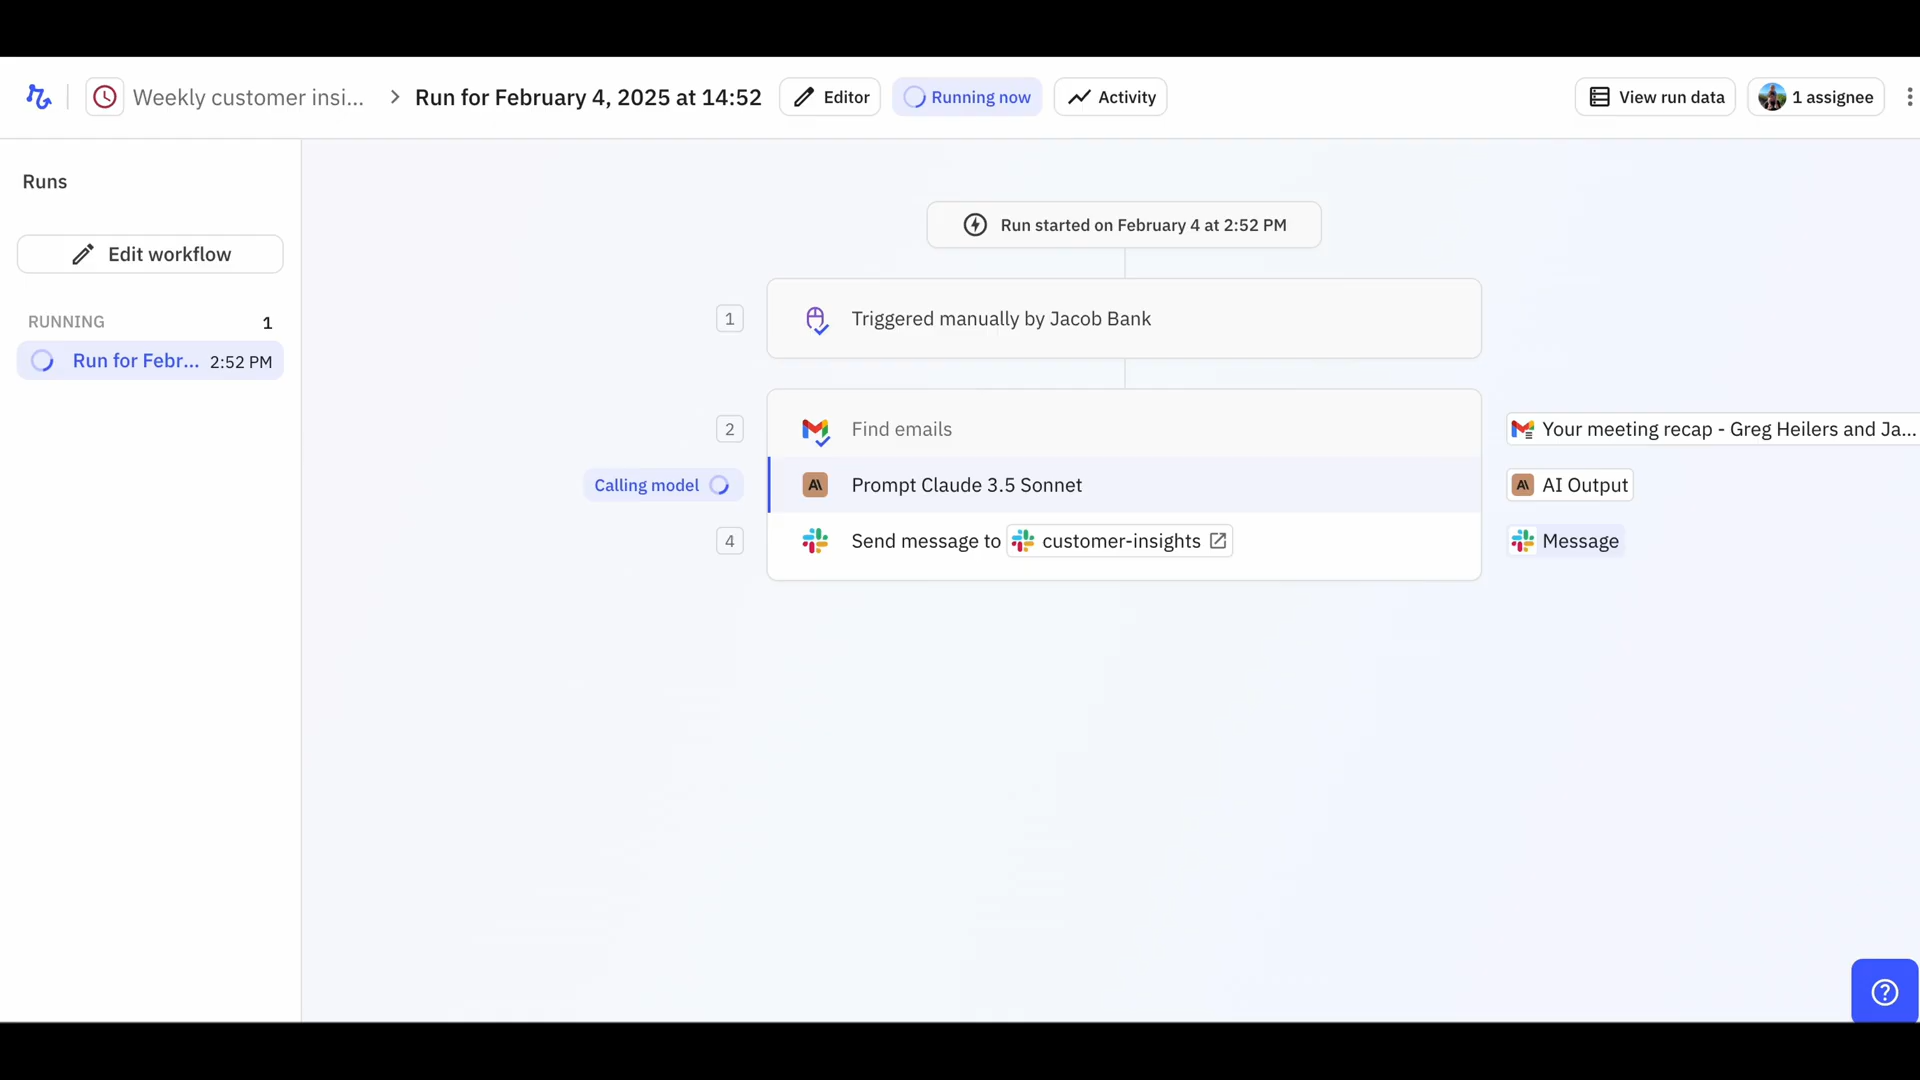 Weekly customer insi... > Run for February 4, 2025 at 14:52 Editor Running now Activity View run data 1 assignee
Runs
Edit workflow
RUNNING 1
Run for Febr... 2:52 PM
Run started on February 4 at 2:52 PM
1 Triggered manually by Jacob Bank
2 Find emails Your meeting recap - Greg Heilers and Ja...
Calling model Prompt Claude 3.5 Sonnet AI Output
4 Send message to customer-insights Message